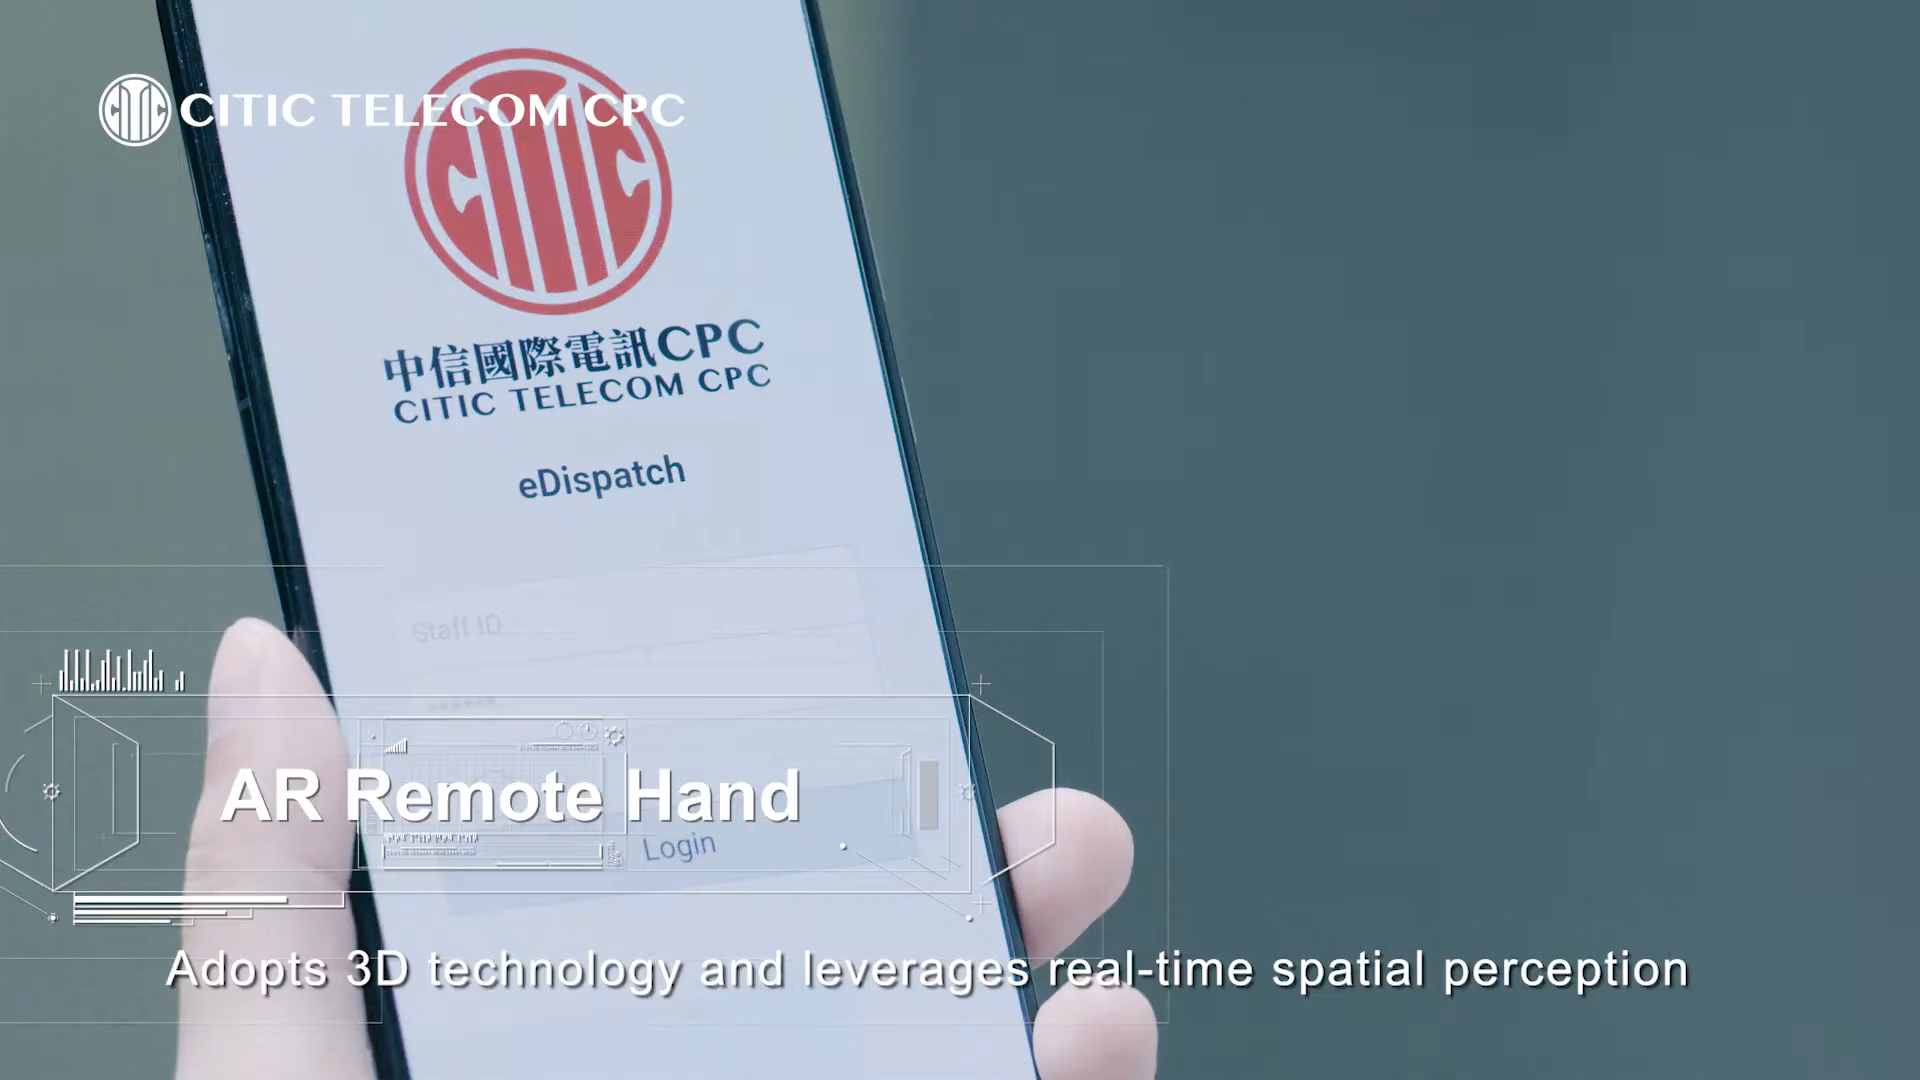 CITIC TELECOM CPC
CITIC
中信國際電訊CPC
CITIC TELECOM CPC
eDispatch
Staff ID
AR Remote Hand
Login
Adopts 3D technology and leverages real-time spatial perception